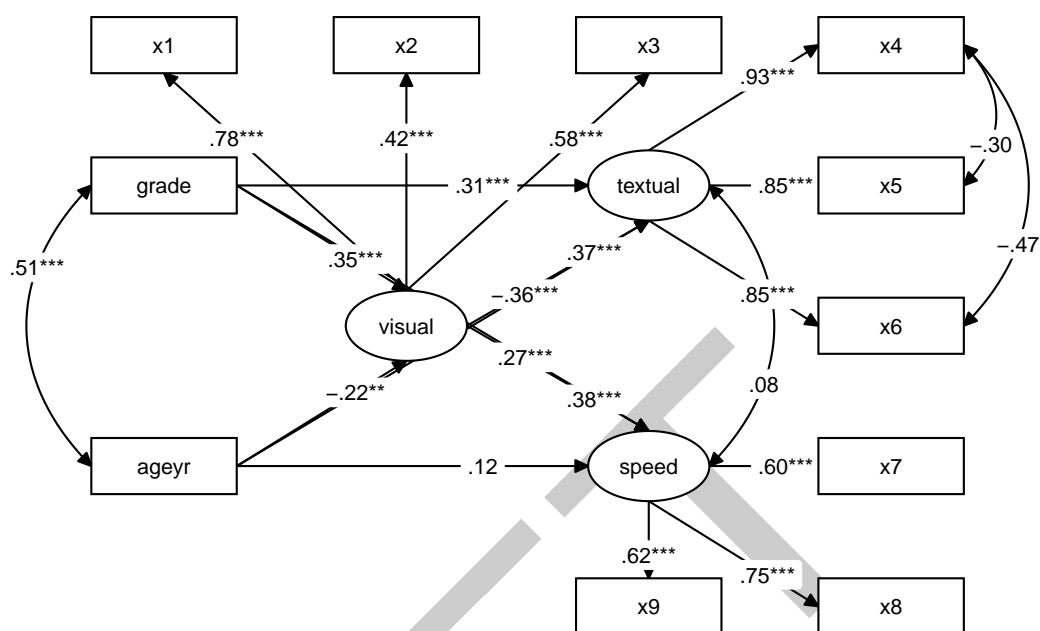 x1
x2
x3
x4
.93***
.78***
.42***
.58***
–.30
grade
.31***
textual
.85***
x5
.51***
.35***
.37***
–.47
–.36***
.85***
visual
x6
.27***
–.22**
.38***
.08
ageyr
.12
speed
.60***
x7
.62***
.75***
x9
x8